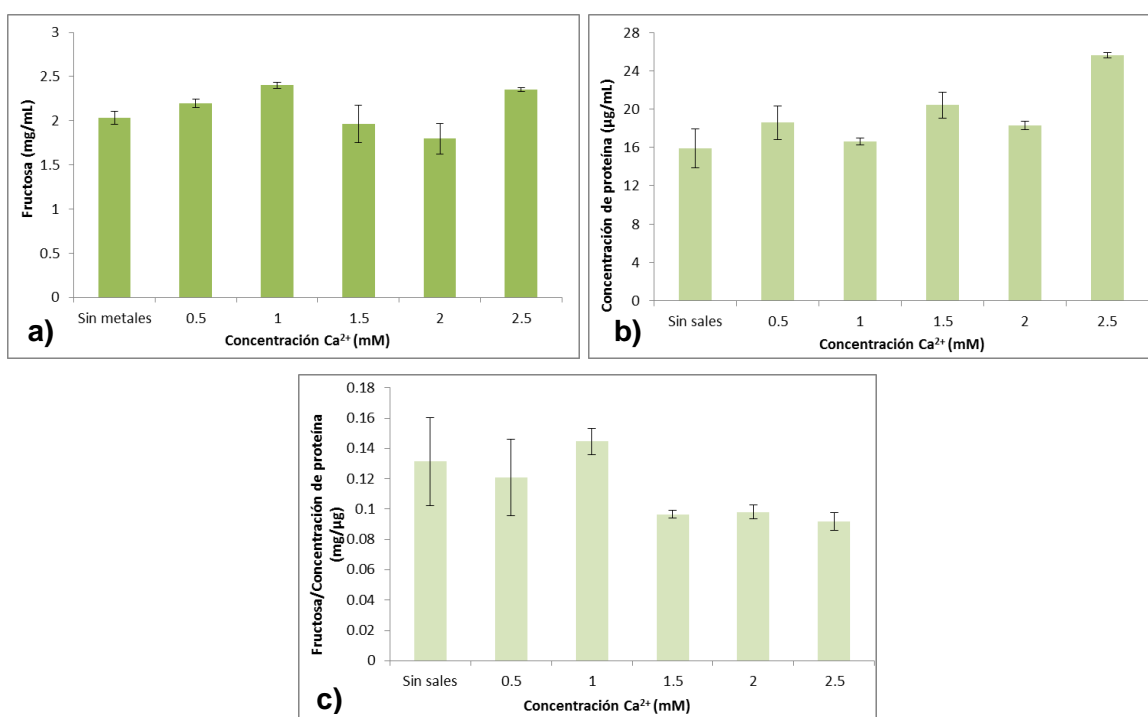 3
2.5
2
1.5
1
0.5
0
Fructosa (mg/mL)
Sin metales 0.5 1 1.5 2 2.5
Concentración Ca²⁺ (mM)
a)
28
24
20
16
12
8
4
0
Concentración de proteína (µg/mL)
Sin sales 0.5 1 1.5 2 2.5
Concentración Ca²⁺ (mM)
b)
0.18
0.16
0.14
0.12
0.1
0.08
0.06
0.04
0.02
0
Fructosa/Concentración de proteína
(mg/µg)
Sin sales 0.5 1 1.5 2 2.5
Concentración Ca²⁺ (mM)
c)